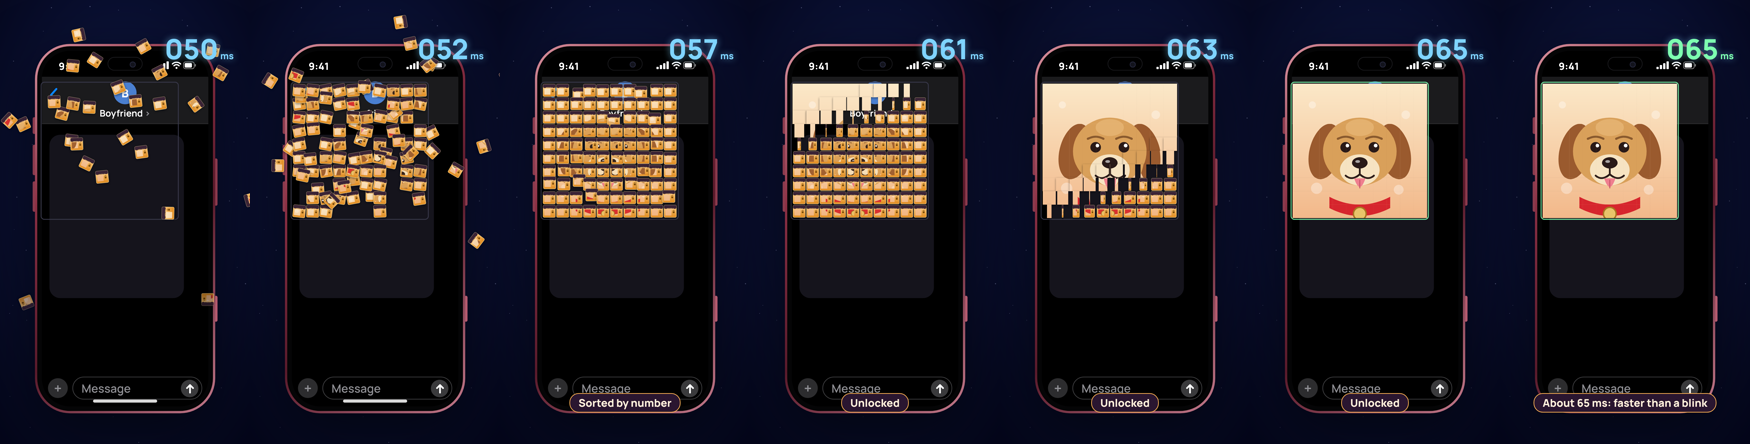 050 ms
9
Boyfriend ›
Message
052 ms
9:41
Message
057 ms
9:41
Message
Sorted by number
061 ms
9:41
Message
Unlocked
063 ms
9:41
Message
Unlocked
065 ms
9:41
Message
Unlocked
065 ms
9:41
Message
About 65 ms: faster than a blink